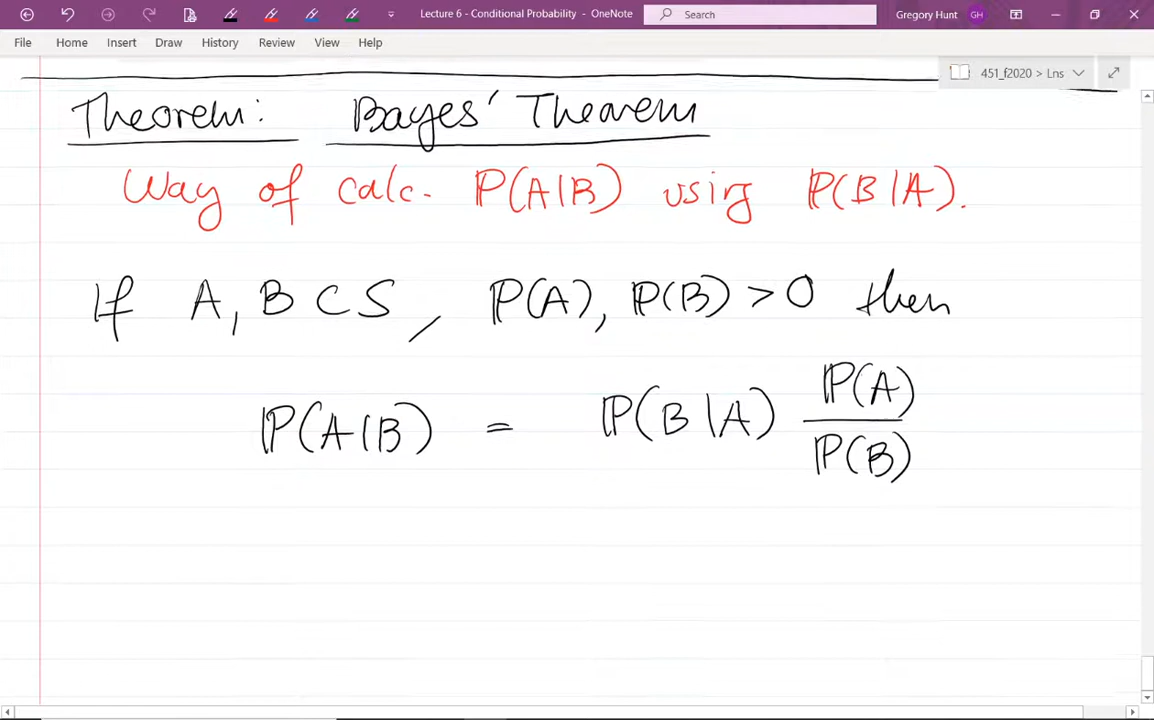 Lecture 6 - Conditional Probability - OneNote
Search
Gregory Hunt GH
File Home Insert Draw History Review View Help
451_f2020 > Lns
Theorem: Bayes' Theorem
Way of calc. P(A|B) using P(B|A).
If A, B ⊂ S, P(A), P(B) > 0 then
P(A|B) = P(B|A) P(A)/P(B)